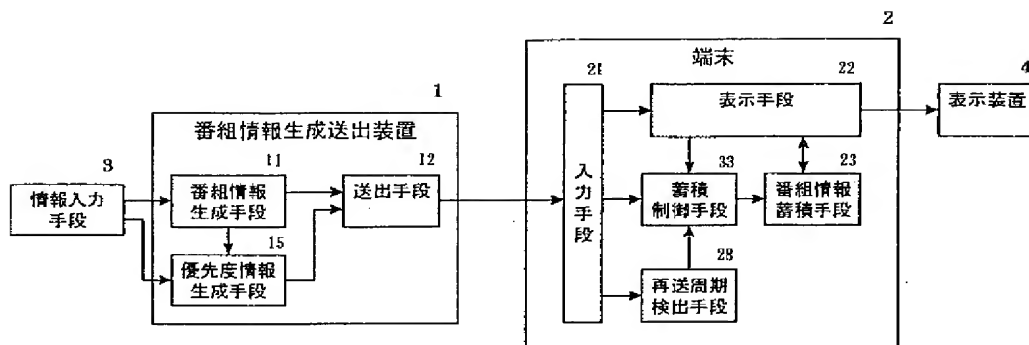 2
端末
1
21
22
4
表示手段
表示装置
番組情報生成送出装置
3
11
12
33
23
情報入力
手段
番組情報
生成手段
送出手段
入力手段
蓄積
制御手段
番組情報
蓄積手段
15
優先度情報
生成手段
28
再送周期
検出手段